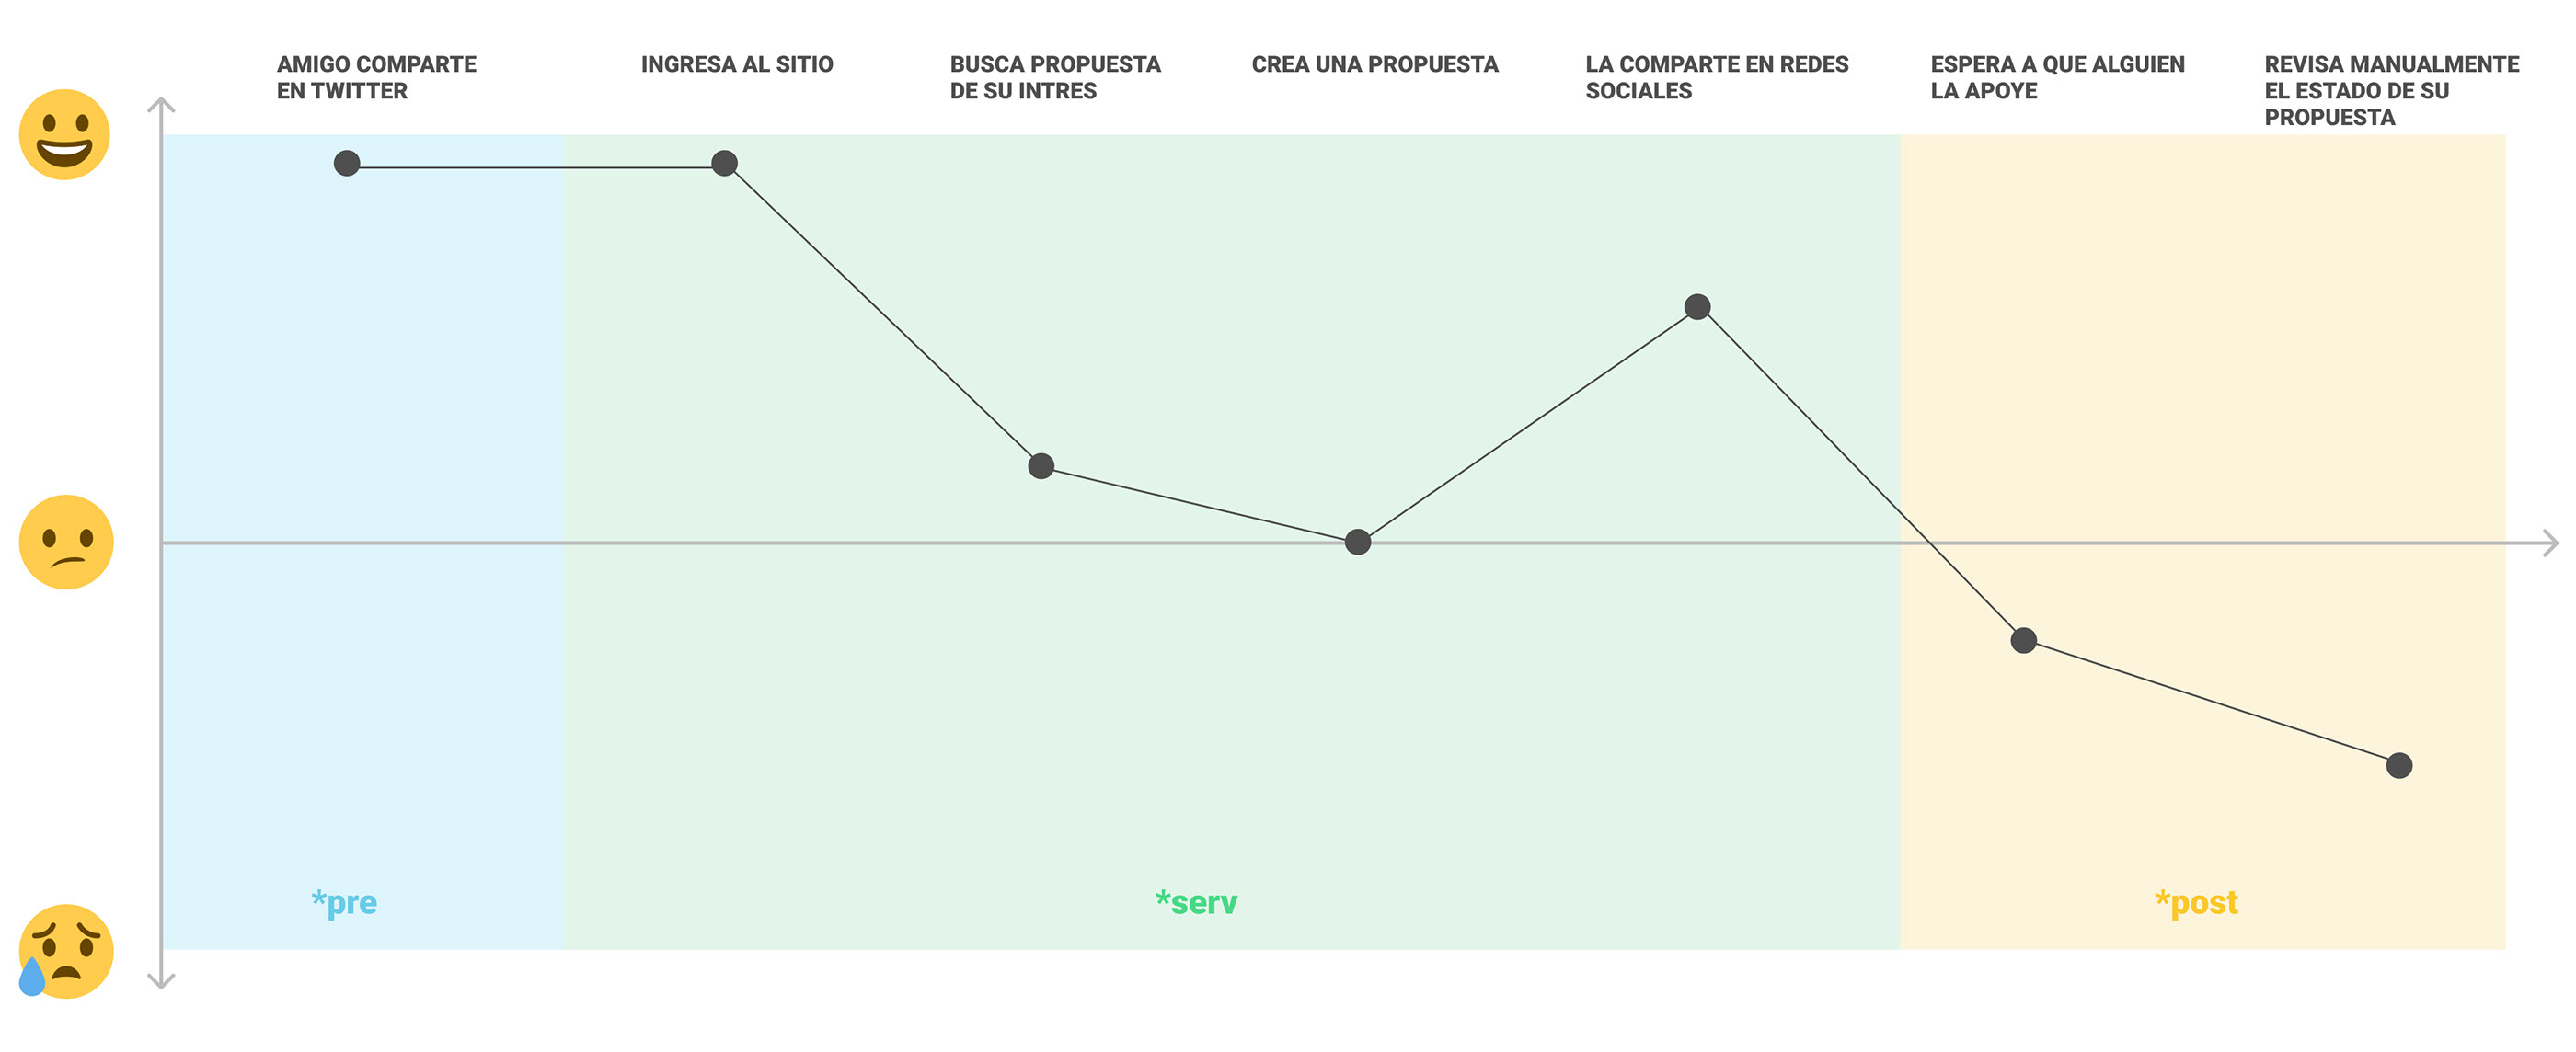 AMIGO COMPARTE
EN TWITTER
INGRESA AL SITIO
BUSCA PROPUESTA
DE SU INTRES
CREA UNA PROPUESTA
LA COMPARTE EN REDES
SOCIALES
ESPERA A QUE ALGUIEN
LA APOYE
REVISA MANUALMENTE
EL ESTADO DE SU
PROPUESTA
*pre
*serv
*post